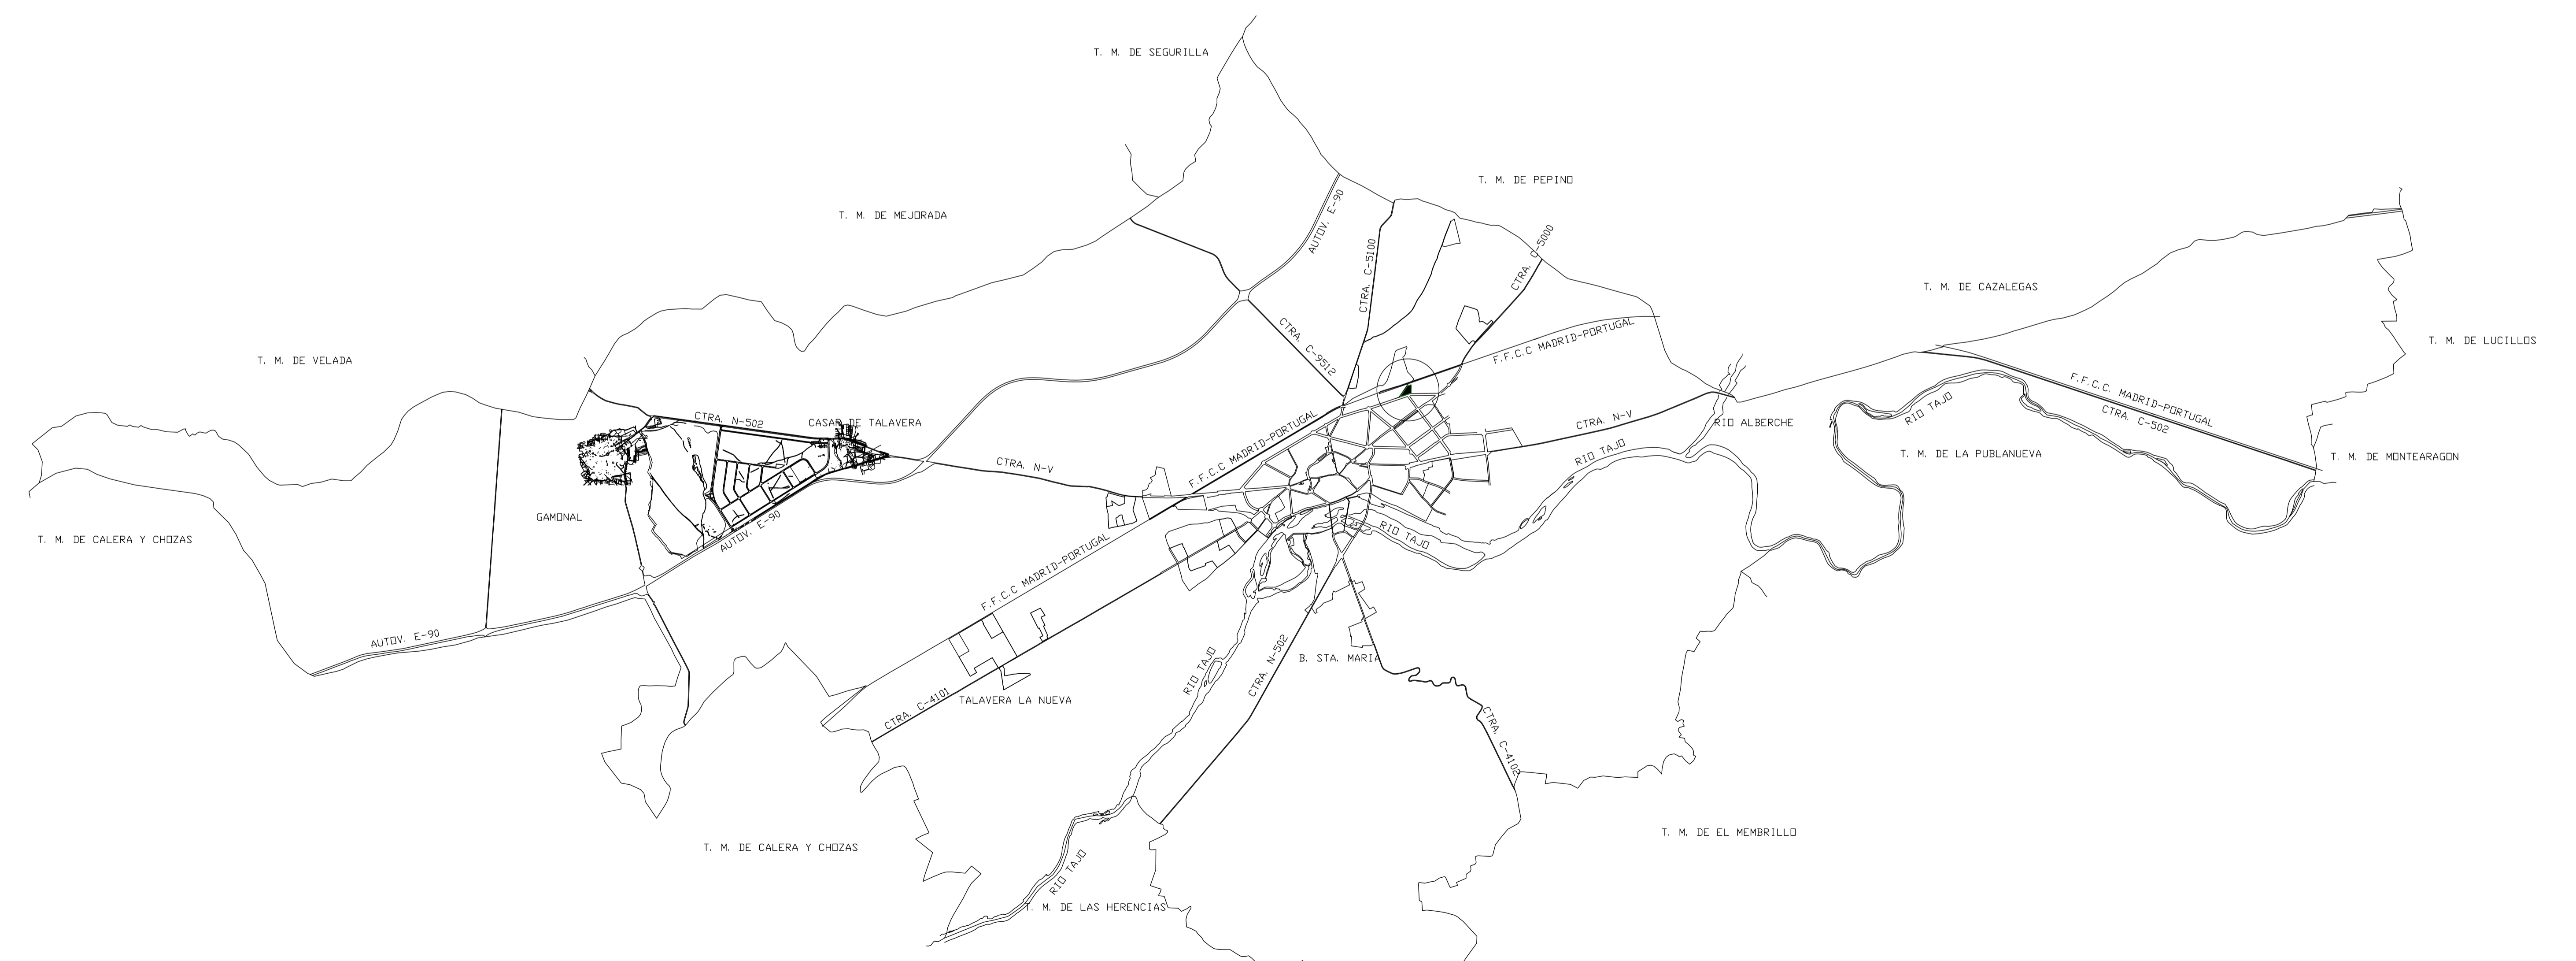 T. M. DE SEGURILLA
T. M. DE PEPINO
T. M. DE MEJORADA
AUTOV. E-90
CTRA. C-5100
CTRA. C-5000
T. M. DE CAZALEGAS
T. M. DE LUCILLOS
T. M. DE VELADA
CTRA. C-9512
F.F.C.C MADRID-PORTUGAL
F.F.C.C. MADRID-PORTUGAL
CTRA. C-502
RIO TAJO
CTRA. N-502
CASAR DE TALAVERA
CTRA. N-V
RIO ALBERCHE
F.F.C.C MADRID-PORTUGAL
CTRA. N-V
RIO TAJO
T. M. DE LA PUBLANUEVA
T. M. DE MONTEARAGON
GAMONAL
AUTOV. E-90
RIO TAJO
T. M. DE CALERA Y CHOZAS
F.F.C.C MADRID-PORTUGAL
AUTOV. E-90
RIO TAJO
CTRA. N-502
B. STA. MARIA
CTRA. C-4101
TALAVERA LA NUEVA
CTRA. C-4102
T. M. DE EL MEMBRILLO
T. M. DE CALERA Y CHOZAS
RIO TAJO
T. M. DE LAS HERENCIAS